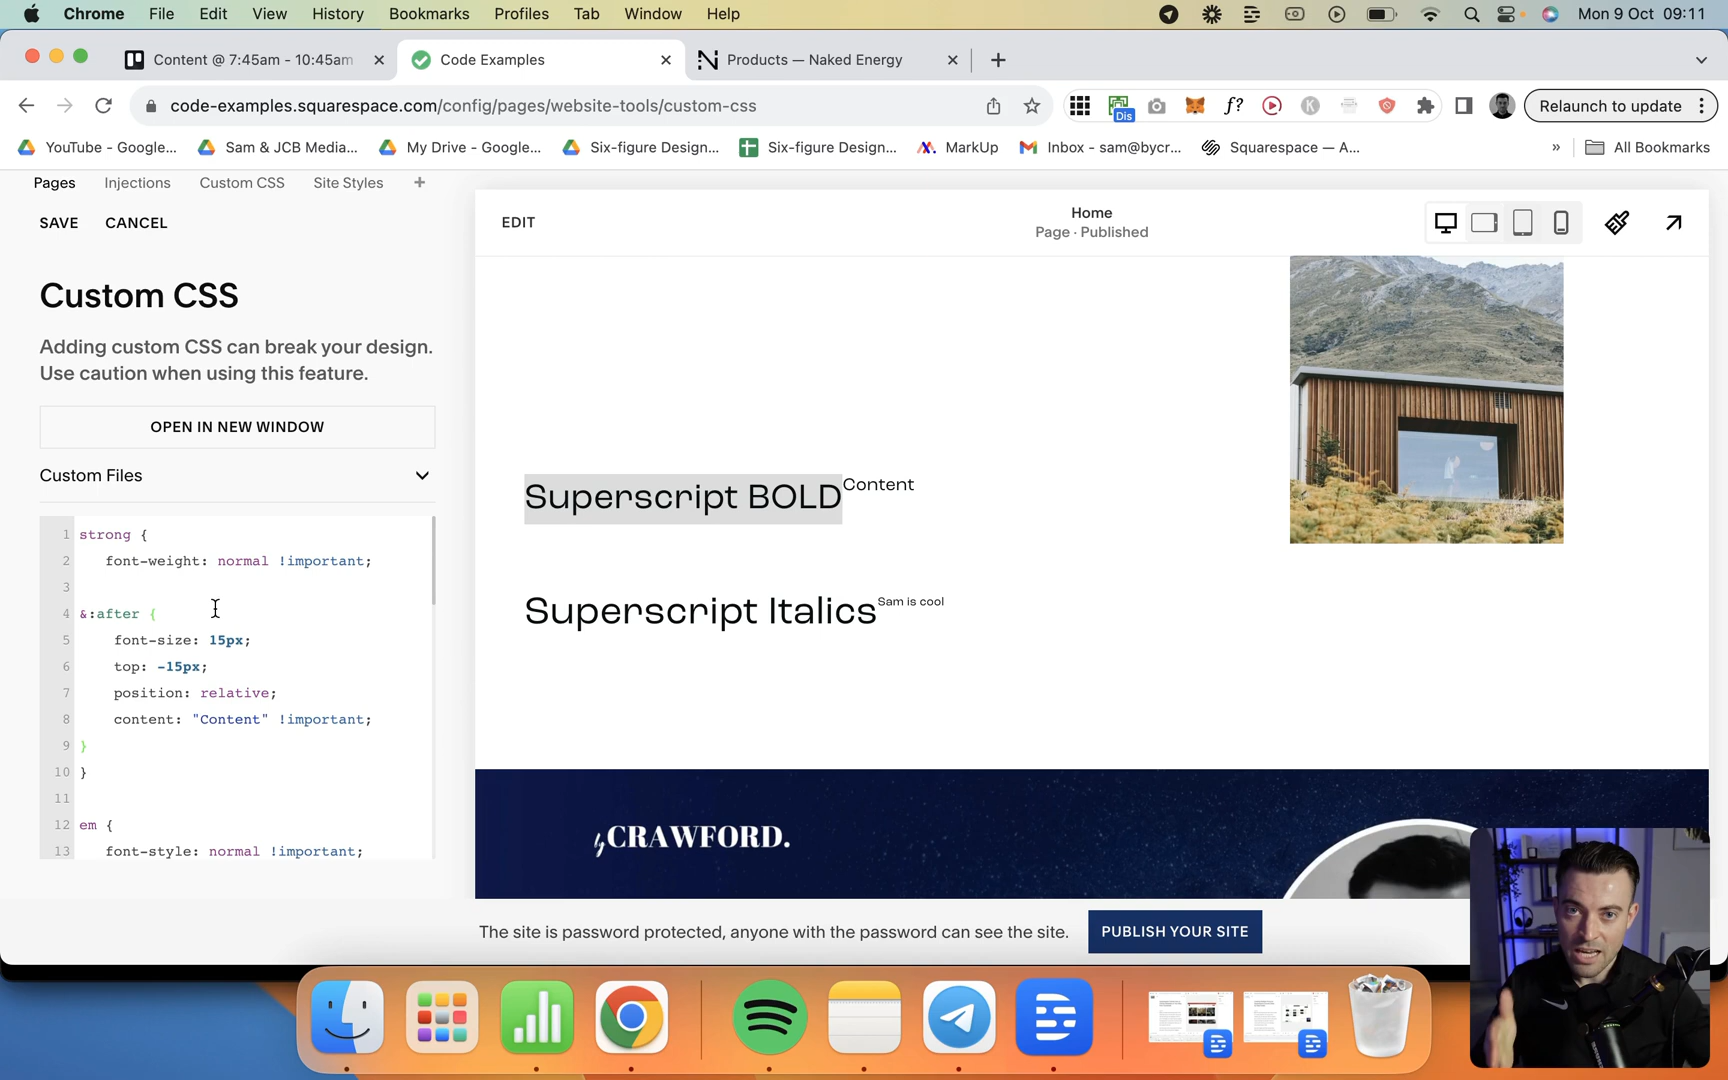 Chrome File Edit View History Bookmarks Profiles Tab Window Help Mon 9 Oct 09:11
Content @ 7:45am - 10:45am Code Examples Products — Naked Energy
code-examples.squarespace.com/config/pages/website-tools/custom-css Dis f? K Relaunch to update
YouTube - Google... Sam & JCB Media... My Drive - Google... Six-figure Design... Six-figure Design... MarkUp Inbox - sam@bycr... Squarespace — A... » All Bookmarks
Pages Injections Custom CSS Site Styles +
SAVE CANCEL
EDIT
Home
Page · Published
Custom CSS
Adding custom CSS can break your design.
Use caution when using this feature.
OPEN IN NEW WINDOW
Custom Files
1 strong {
2 font-weight: normal !important;
3
4 &:after {
5 font-size: 15px;
6 top: -15px;
7 position: relative;
8 content: "Content" !important;
9 }
10 }
11
12 em {
13 font-style: normal !important;
Superscript BOLD Content
Superscript Italics Sam is cool
by CRAWFORD.
The site is password protected, anyone with the password can see the site. PUBLISH YOUR SITE